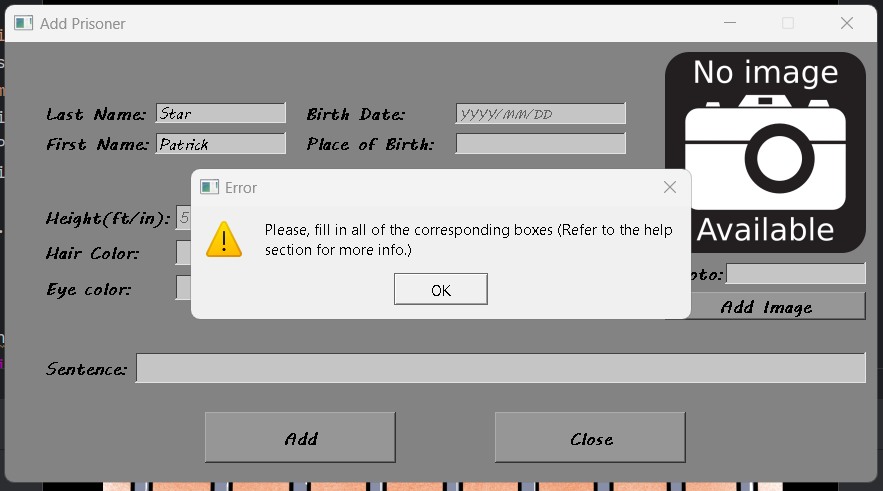 Add Prisoner
No image
Available
Last Name: Star
Birth Date: YYYY/MM/DD
First Name: Patrick
Place of Birth:
Error
Please, fill in all of the corresponding boxes (Refer to the help
section for more info.)
OK
Height(ft/in): 5
Hair Color:
Eye color:
Add Image
Sentence:
Add
Close